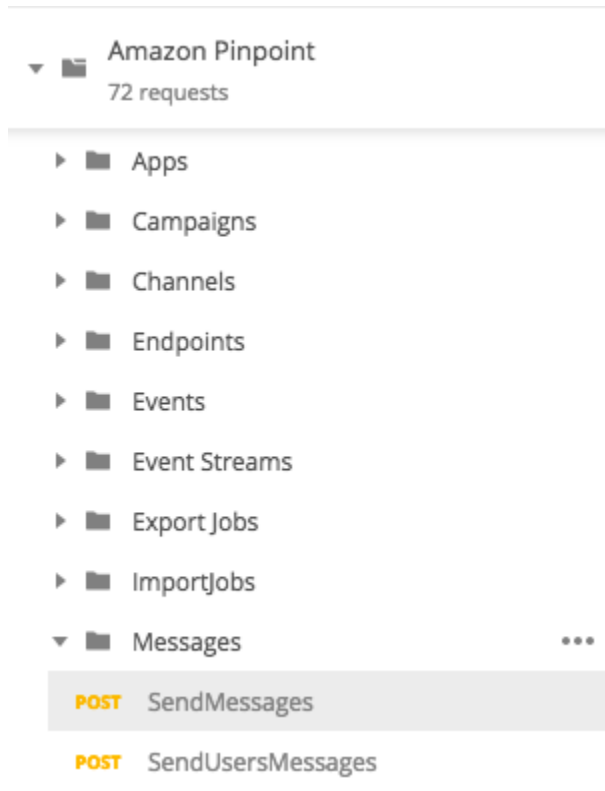 Amazon Pinpoint
72 requests
Apps
Campaigns
Channels
Endpoints
Events
Event Streams
Export Jobs
ImportJobs
Messages
POST SendMessages
POST SendUsersMessages